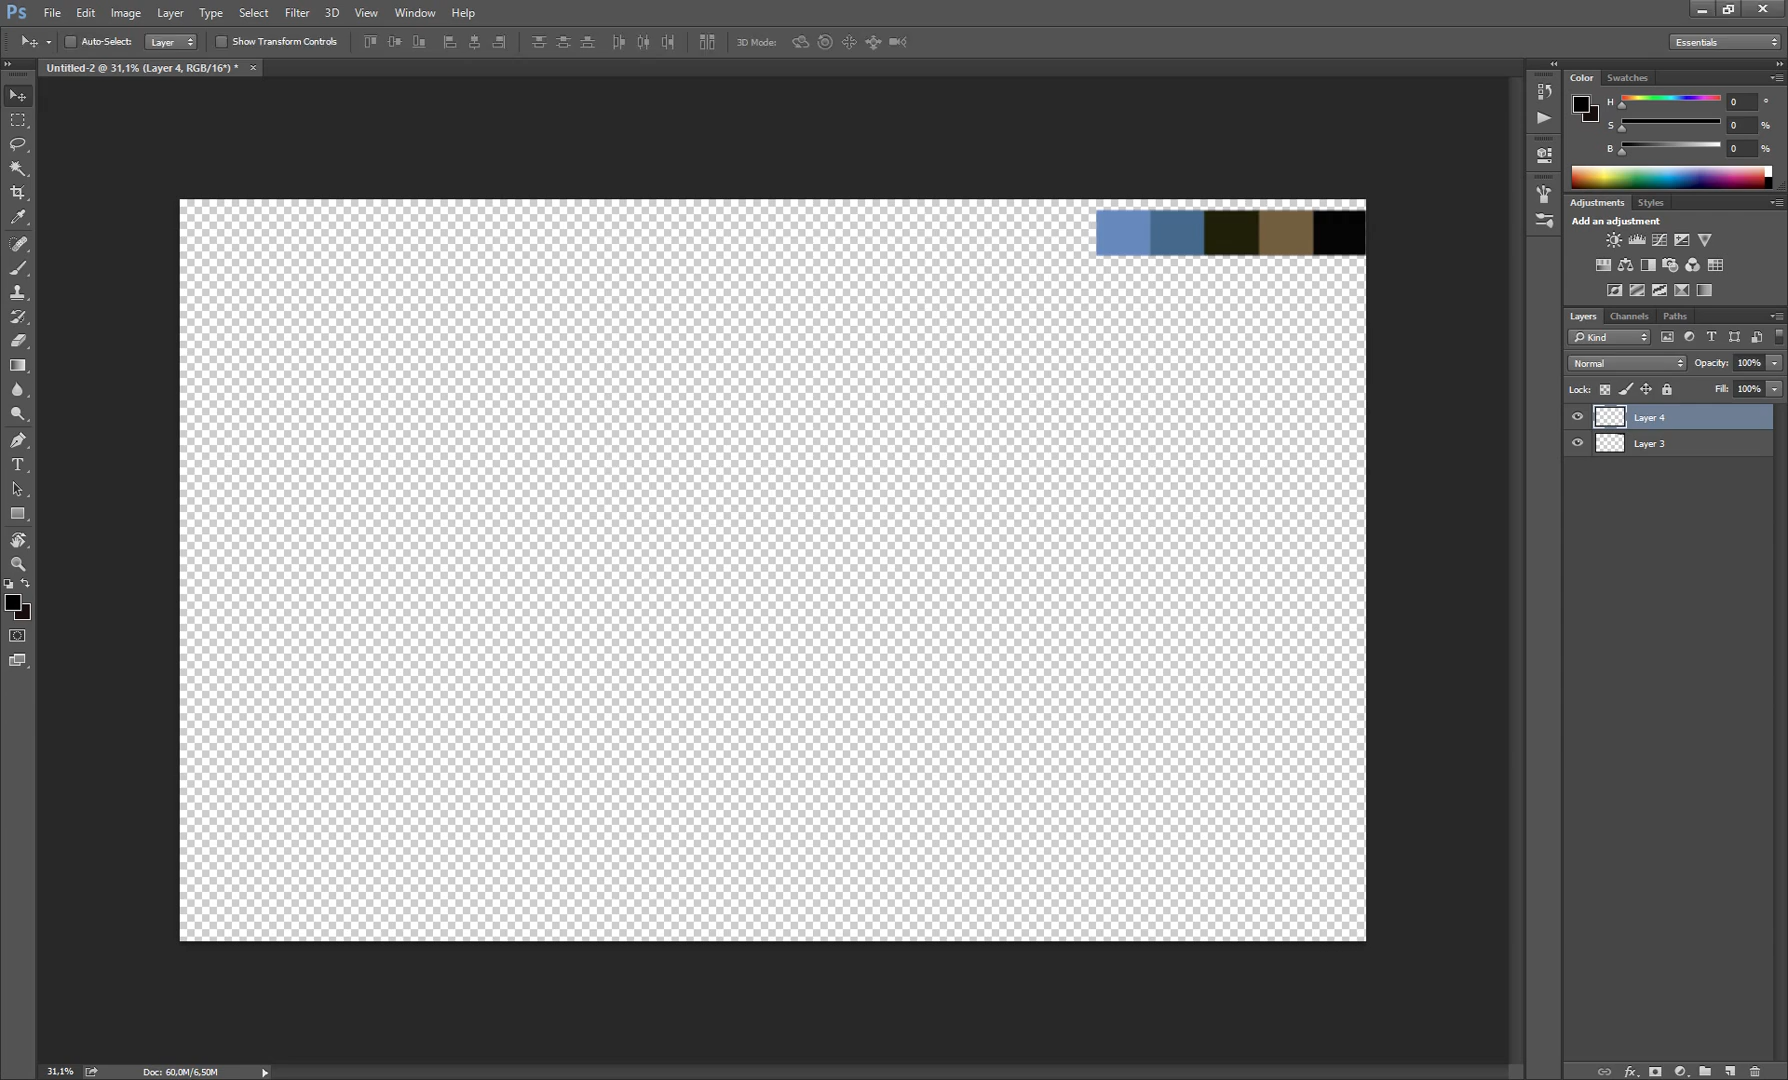 Ps File Edit Image Layer Type Select Filter 3D View Window Help
Auto-Select: Layer Show Transform Controls 3D Mode: Essentials
Untitled-2 @ 31,1% (Layer 4, RGB/16*) * ×
Color Swatches
H 0 °
S 0 %
B 0 %
Adjustments Styles
Add an adjustment
Layers Channels Paths
Kind
Normal Opacity: 100%
Lock: Fill: 100%
Layer 4
Layer 3
31,1% Doc: 60,0M/6,50M
fx